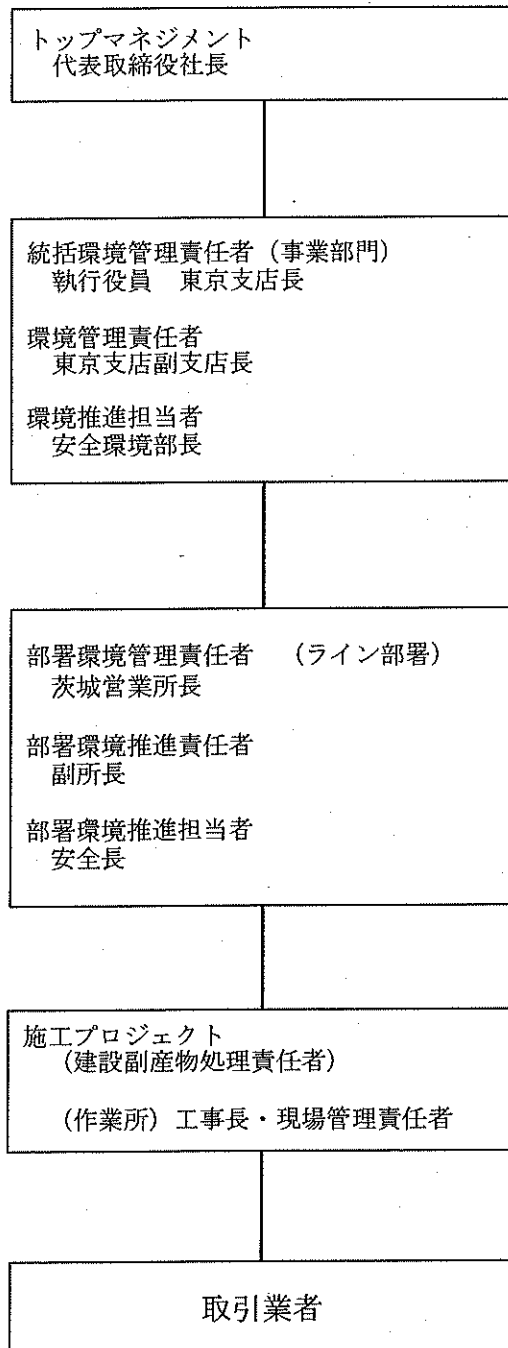 トップマネジメント
代表取締役社長
統括環境管理責任者（事業部門）
執行役員　東京支店長
環境管理責任者
東京支店副支店長
環境推進担当者
安全環境部長
部署環境管理責任者　（ライン部署）
茨城営業所長
部署環境推進責任者
副所長
部署環境推進担当者
安全長
施工プロジェクト
（建設副産物処理責任者）
（作業所）工事長・現場管理責任者
取引業者